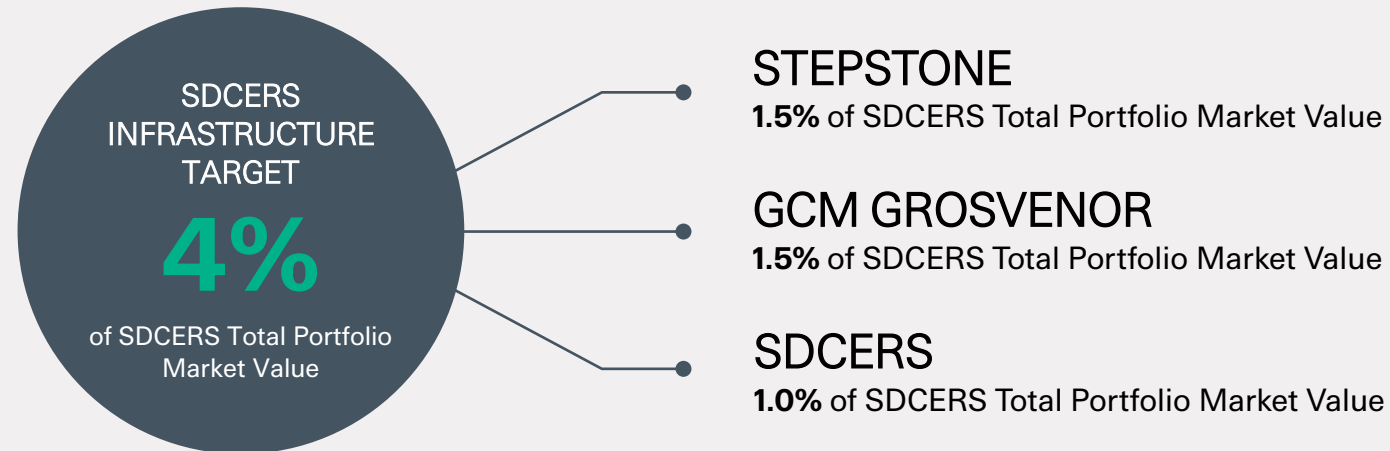 SDCERS
INFRASTRUCTURE
TARGET
4%
of SDCERS Total Portfolio
Market Value
STEPSTONE
1.5% of SDCERS Total Portfolio Market Value
GCM GROSVENOR
1.5% of SDCERS Total Portfolio Market Value
SDCERS
1.0% of SDCERS Total Portfolio Market Value